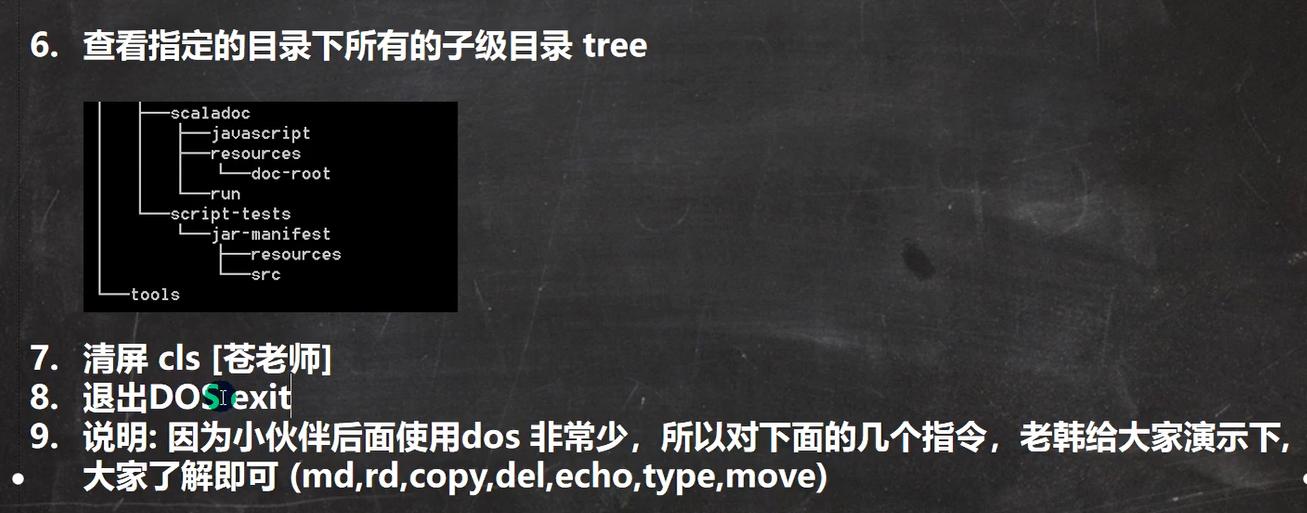 6. 查看指定的目录下所有的子级目录 tree
scaladoc
javascript
resources
doc-root
run
script-tests
jar-manifest
resources
src
tools
7. 清屏 cls [苍老师]
8. 退出DOS exit
9. 说明: 因为小伙伴后面使用dos 非常少，所以对下面的几个指令，老韩给大家演示下,
大家了解即可 (md,rd,copy,del,echo,type,move)